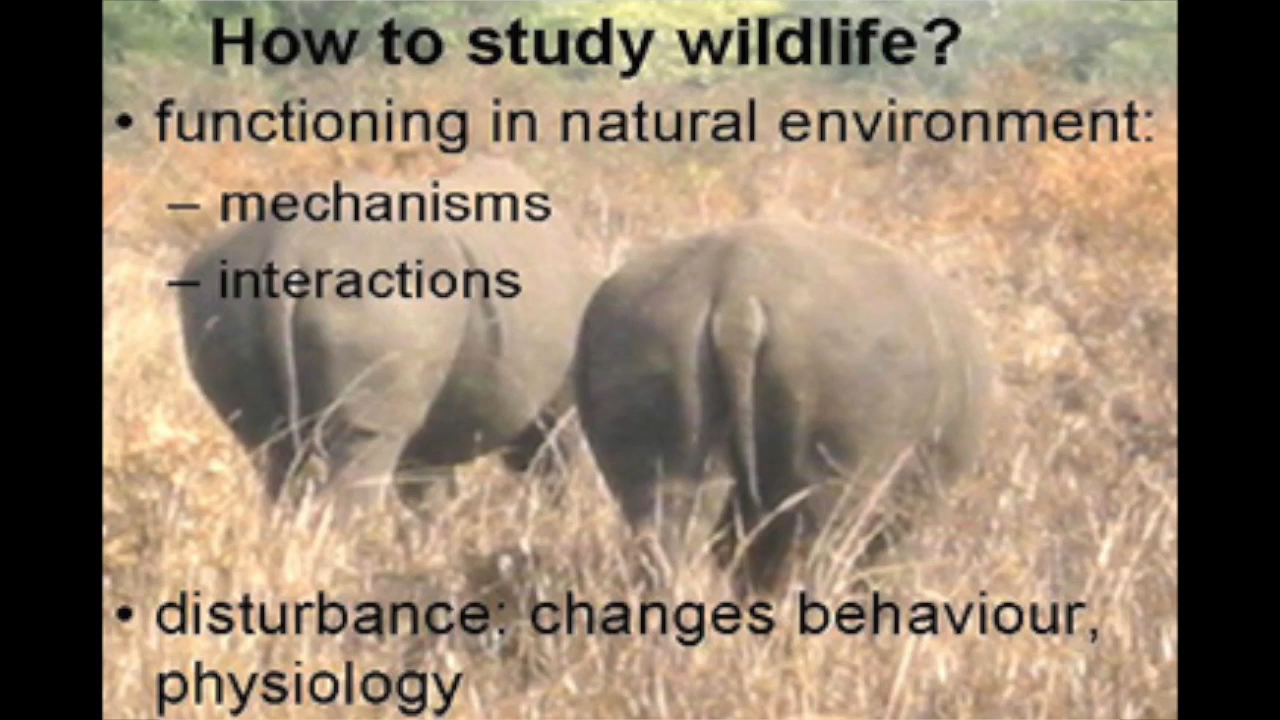 How to study wildlife?
• functioning in natural environment:
– mechanisms
– interactions
• disturbance: changes behaviour,
physiology